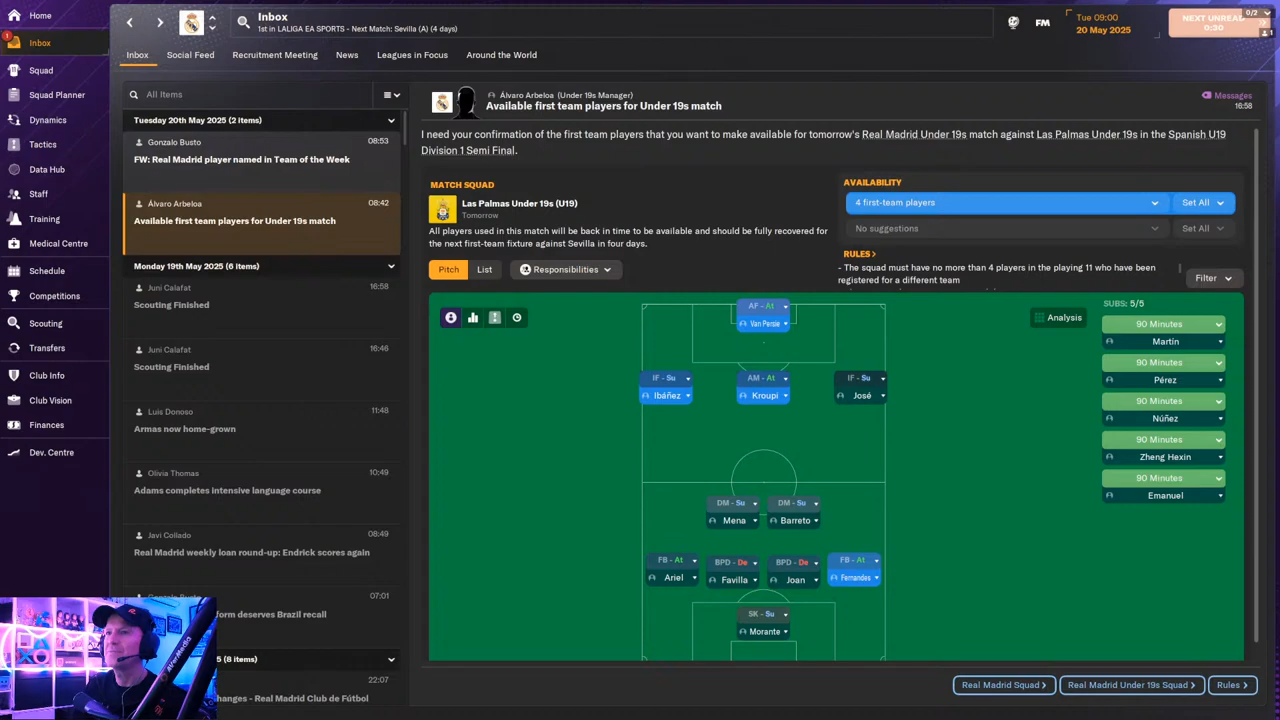 Home
Inbox
Squad
Squad Planner
Dynamics
Tactics
Data Hub
Staff
Training
Medical Centre
Schedule
Competitions
Scouting
Transfers
Club Info
Club Vision
Finances
Dev. Centre
Inbox
1st in LALIGA EA SPORTS - Next Match: Sevilla (A) (4 days)
FM
Tue 09:00
20 May 2025
NEXT UNREAD
0:30
0/2
1
Inbox Social Feed Recruitment Meeting News Leagues in Focus Around the World
All Items
Tuesday 20th May 2025 (2 items)
Gonzalo Busto 08:53
FW: Real Madrid player named in Team of the Week
Álvaro Arbeloa 08:42
Available first team players for Under 19s match
Monday 19th May 2025 (6 items)
Juni Calafat 16:58
Scouting Finished
Juni Calafat 16:46
Scouting Finished
Luis Donoso 11:48
Armas now home-grown
Olivia Thomas 10:49
Adams completes intensive language course
Javi Collado 08:49
Real Madrid weekly loan round-up: Endrick scores again
07:01
form deserves Brazil recall
5 (8 items)
22:07
changes - Real Madrid Club de Fútbol
Álvaro Arbeloa (Under 19s Manager)
Available first team players for Under 19s match
Messages
16:58
I need your confirmation of the first team players that you want to make available for tomorrow's Real Madrid Under 19s match against Las Palmas Under 19s in the Spanish U19
Division 1 Semi Final.
MATCH SQUAD
Las Palmas Under 19s (U19)
Tomorrow
All players used in this match will be back in time to be available and should be fully recovered for
the next first-team fixture against Sevilla in four days.
AVAILABILITY
4 first-team players Set All
No suggestions Set All
RULES
- The squad must have no more than 4 players in the playing 11 who have been
registered for a different team
Pitch List Responsibilities
Filter
Analysis
SUBS: 5/5
90 Minutes
Martín
90 Minutes
Pérez
90 Minutes
Núñez
90 Minutes
Zheng Hexin
90 Minutes
Emanuel
AF - At
Van Persie
IF - Su AM - At IF - Su
Ibáñez Kroupi José
DM - Su DM - Su
Mena Barreto
FB - At BPD - De BPD - De FB - At
Ariel Favilla Joan Fernandes
SK - Su
Morante
Real Madrid Squad Real Madrid Under 19s Squad Rules
AVerMedia